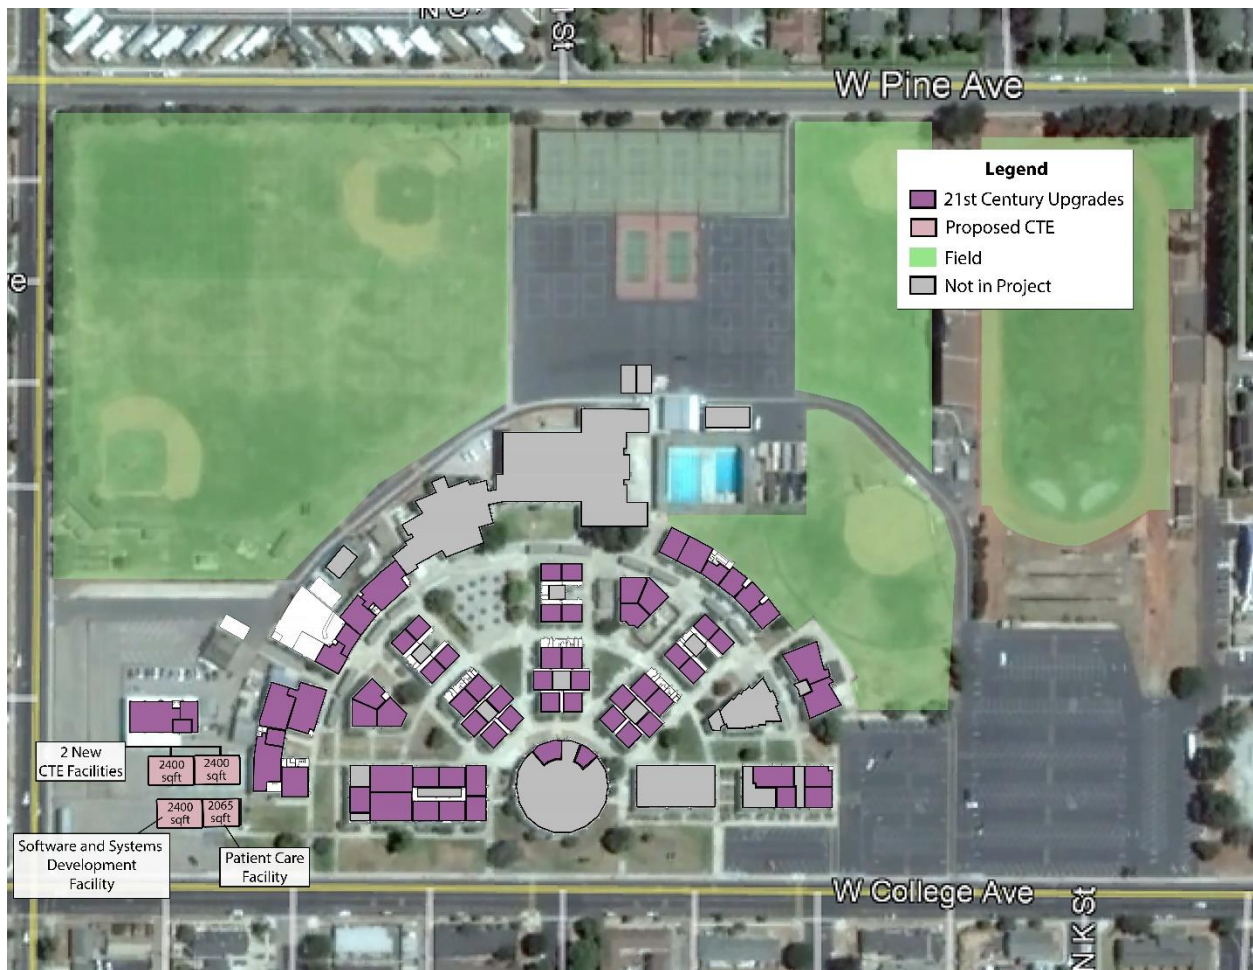 St
W Pine Ave
Legend
21st Century Upgrades
Proposed CTE
Field
Not in Project
e
2 New
CTE Facilities
2400
sqft
2400
sqft
2400
sqft
2065
sqft
Software and Systems
Development
Facility
Patient Care
Facility
W College Ave
N K St